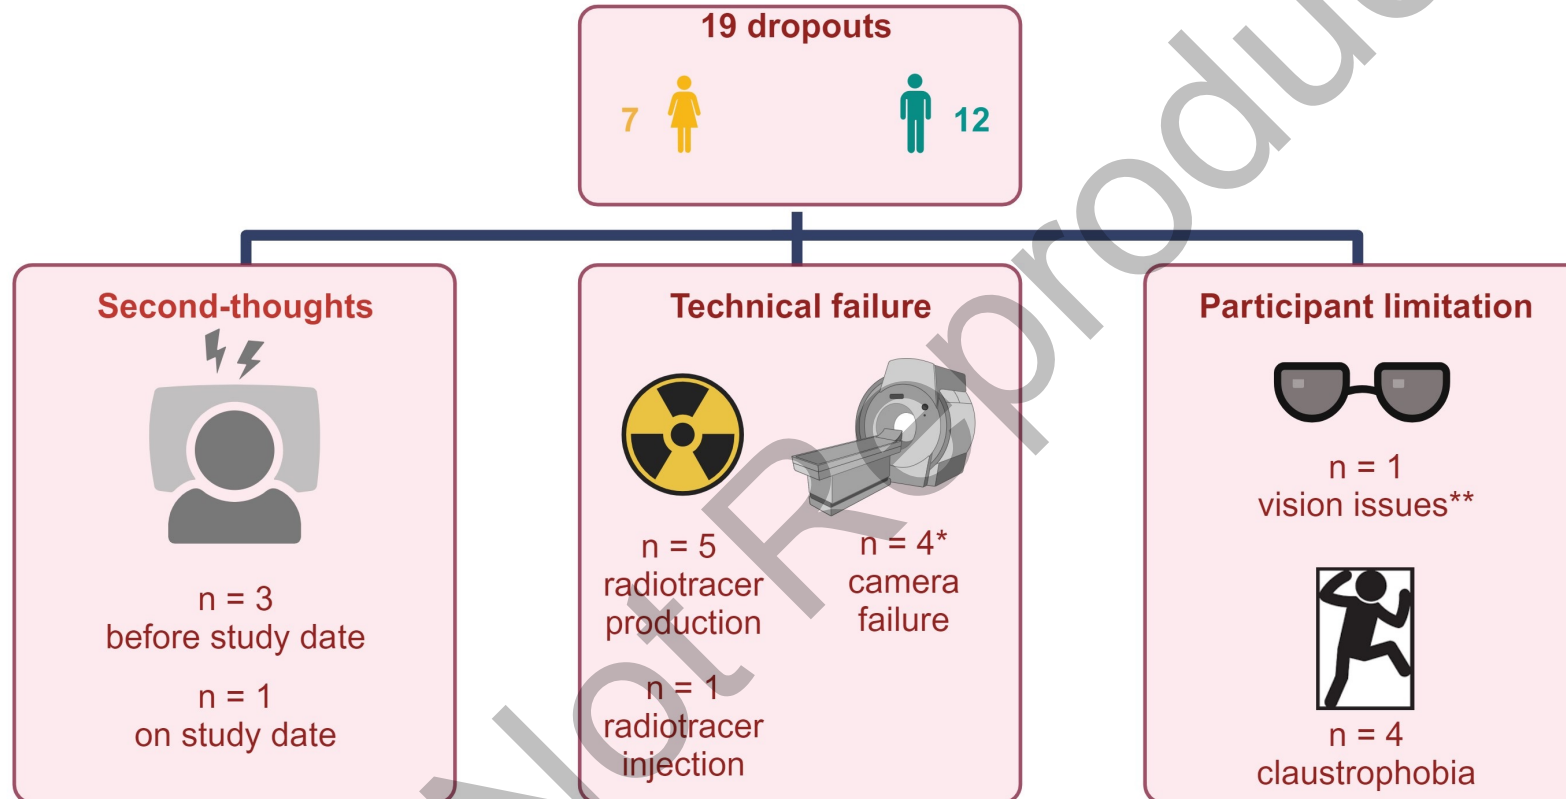 19 dropouts
7
12
Second-thoughts
n = 3
before study date
n = 1
on study date
Technical failure
n = 5
radiotracer
production
n = 4*
camera
failure
n = 1
radiotracer
injection
Participant limitation
n = 1
vision issues**
n = 4
claustrophobia
Not Reproduc